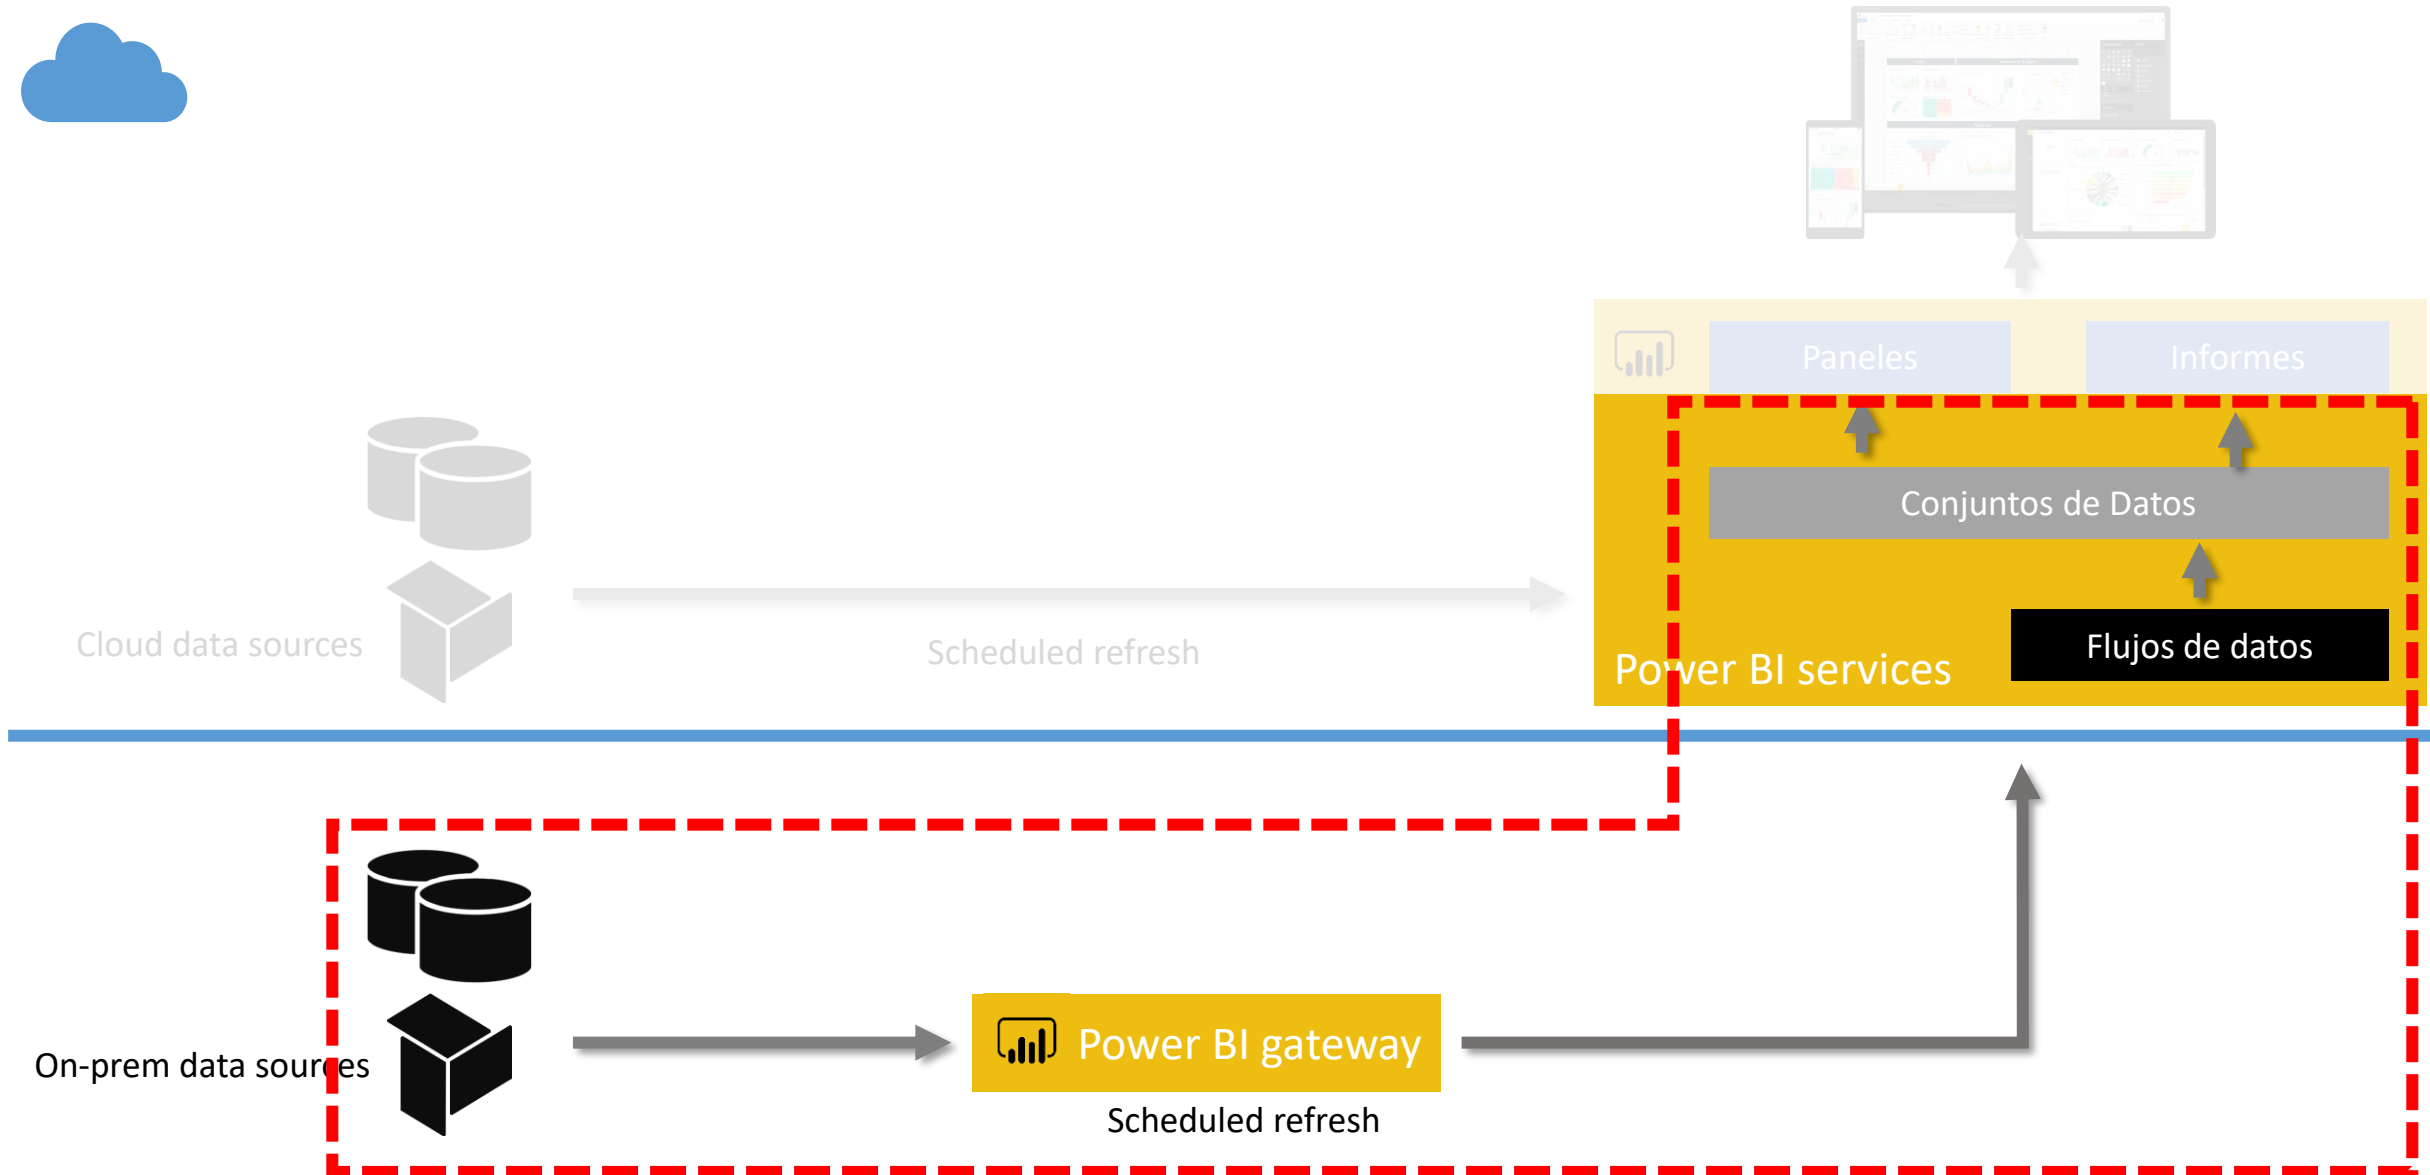 Paneles
Informes
Conjuntos de Datos
Cloud data sources
Scheduled refresh
Flujos de datos
Power BI services
On-prem data sources
Power BI gateway
Scheduled refresh